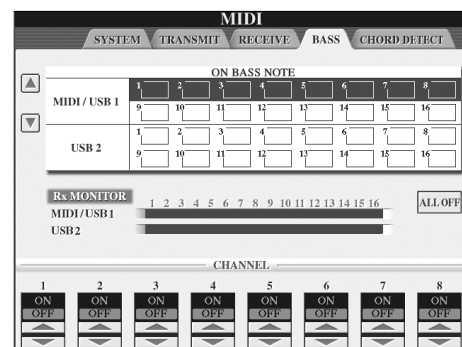 MIDI
SYSTEM TRANSMIT RECEIVE BASS CHORD DETECT
ON BASS NOTE
MIDI / USB 1
1 2 3 4 5 6 7 8
9 10 11 12 13 14 15 16
USB 2
1 2 3 4 5 6 7 8
9 10 11 12 13 14 15 16
Rx MONITOR
1 2 3 4 5 6 7 8 9 10 11 12 13 14 15 16
ALL OFF
MIDI/USB1
USB2
CHANNEL
1 2 3 4 5 6 7 8
ON ON ON ON ON ON ON ON
OFF OFF OFF OFF OFF OFF OFF OFF